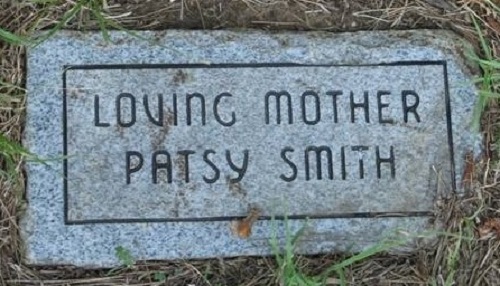 LOVING MOTHER
PATSY SMITH